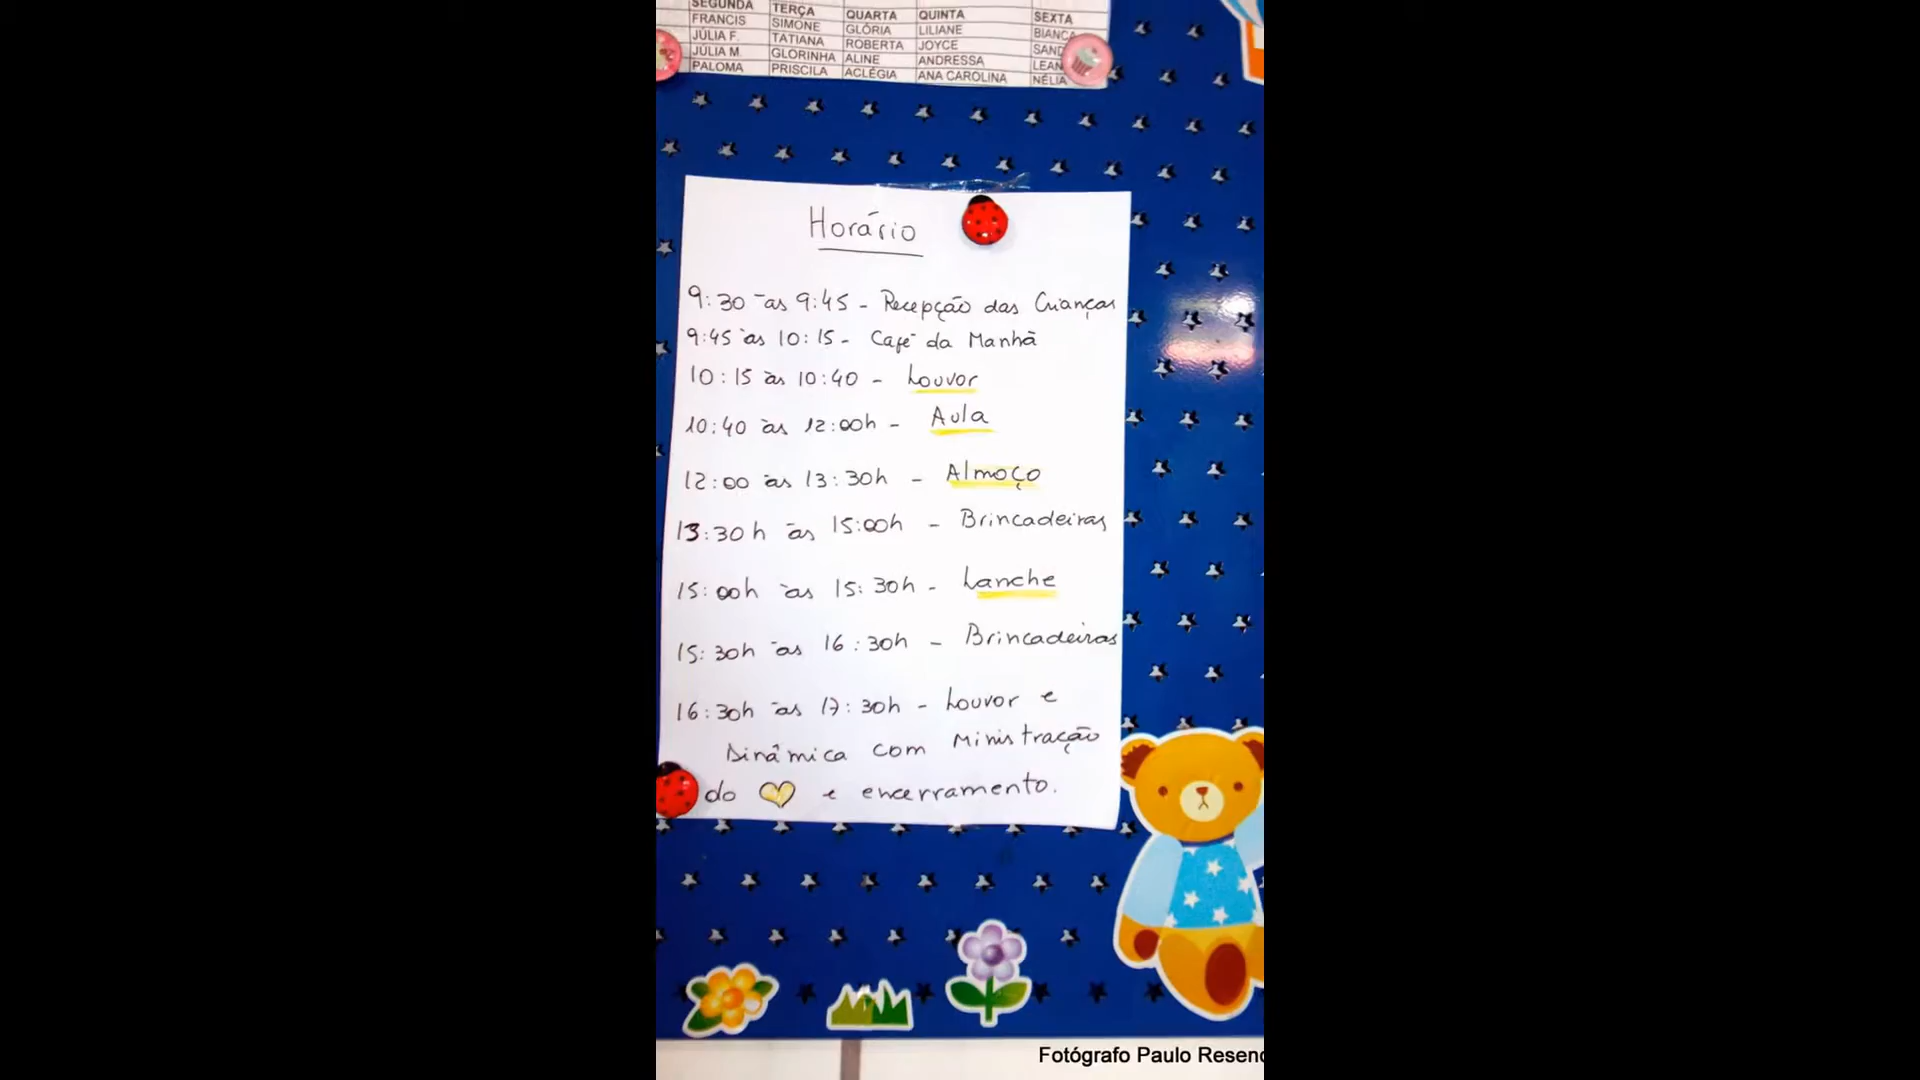 SEGUNDA TERÇA QUARTA QUINTA SEXTA
FRANCIS SIMONE GLÓRIA LILIANE BIANCA
JÚLIA F. TATIANA ROBERTA JOYCE SAND
JÚLIA M. GLORINHA ALINE ANDRESSA LEAN
PALOMA PRISCILA ACLÉGIA ANA CAROLINA NÉLIA
Horário
9:30 às 9:45 - Recepção das Crianças
9:45 às 10:15 - Café da Manhã
10:15 às 10:40 - Louvor
10:40 às 12:00h - Aula
12:00 às 13:30h - Almoço
13:30h às 15:00h - Brincadeiras
15:00h às 15:30h - Lanche
15:30h às 16:30h - Brincadeiras
16:30h às 17:30h - Louvor e
Dinâmica com Ministração
do ♡ e encerramento.
Fotógrafo Paulo Resend